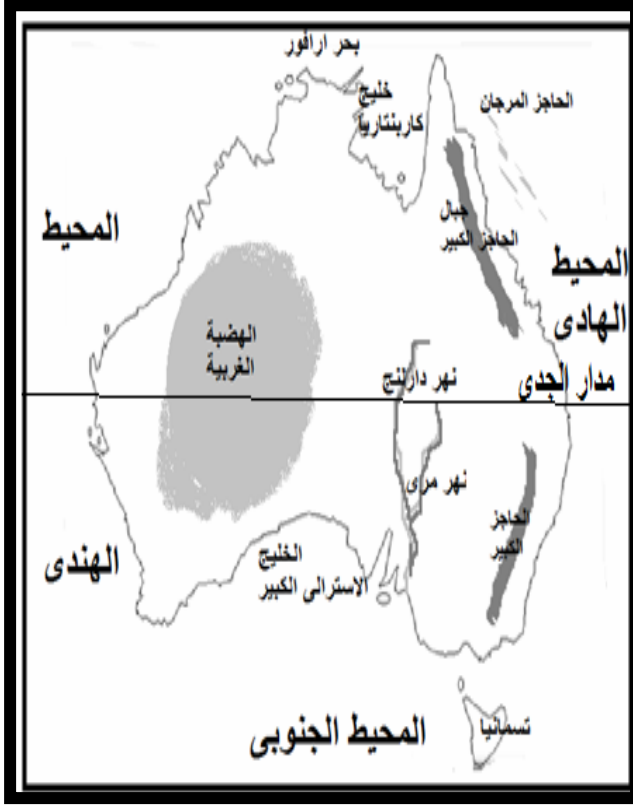 بحر ارافور
خليج
كاربنتاريا
الحاجز المرجان
جبال
الحاجز الكبير
المحيط
المحيط
الهادى
الهضبة
الغربية
نهر دارلنج
مدار الجدى
نهر مرى
الحاجز
الكبير
الخليج
الاسترالى الكبير
الهندى
المحيط الجنوبى
تسمانيا